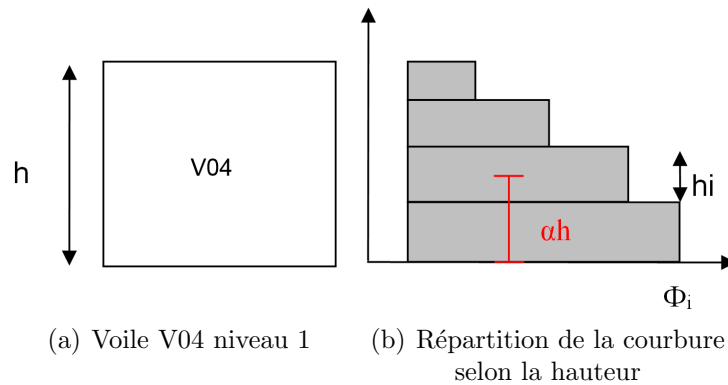 h
V04
hi
αh
Φi
(a) Voile V04 niveau 1
(b) Répartition de la courbure
selon la hauteur